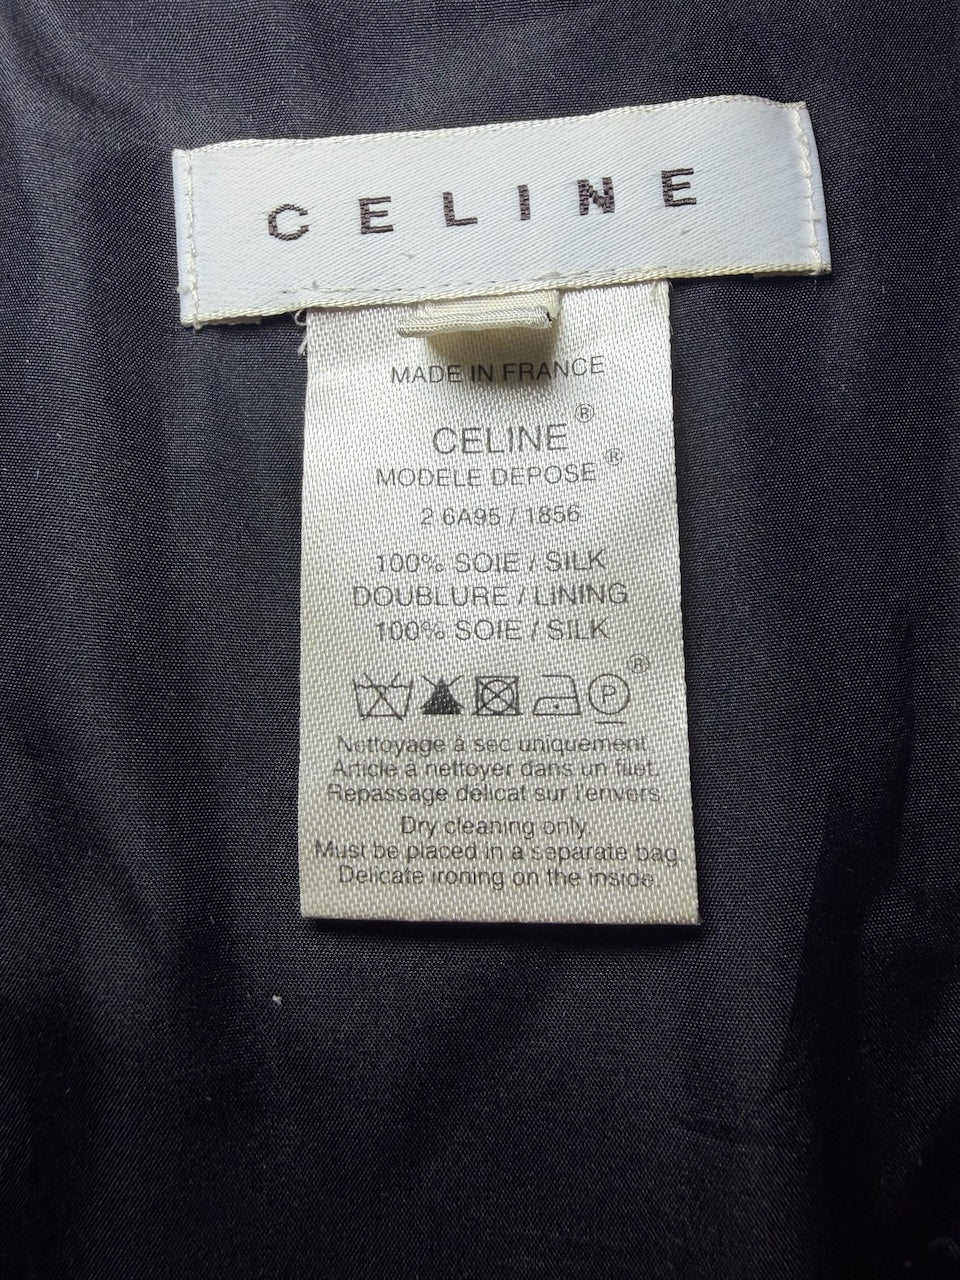 CELINE
MADE IN FRANCE
CELINE®
MODELE DEPOSE®
2 6A95 / 1856
100% SOIE / SILK
DOUBLURE / LINING
100% SOIE / SILK
P ®
Nettoyage à sec uniquement.
Article à nettoyer dans un filet.
Repassage délicat sur l'envers.
Dry cleaning only.
Must be placed in a separate bag.
Delicate ironing on the inside.